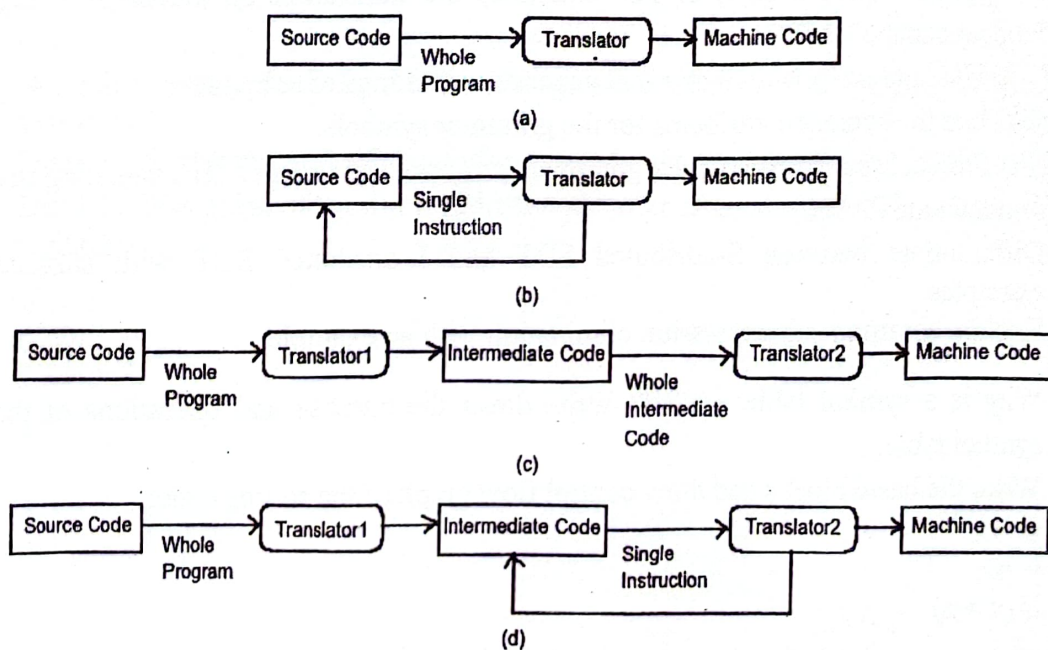 Source Code
Whole
Program
Translator
Machine Code
(a)
Source Code
Single
Instruction
Translator
Machine Code
(b)
Source Code
Whole
Program
Translator1
Intermediate Code
Whole
Intermediate
Code
Translator2
Machine Code
(c)
Source Code
Whole
Program
Translator1
Intermediate Code
Single
Instruction
Translator2
Machine Code
(d)